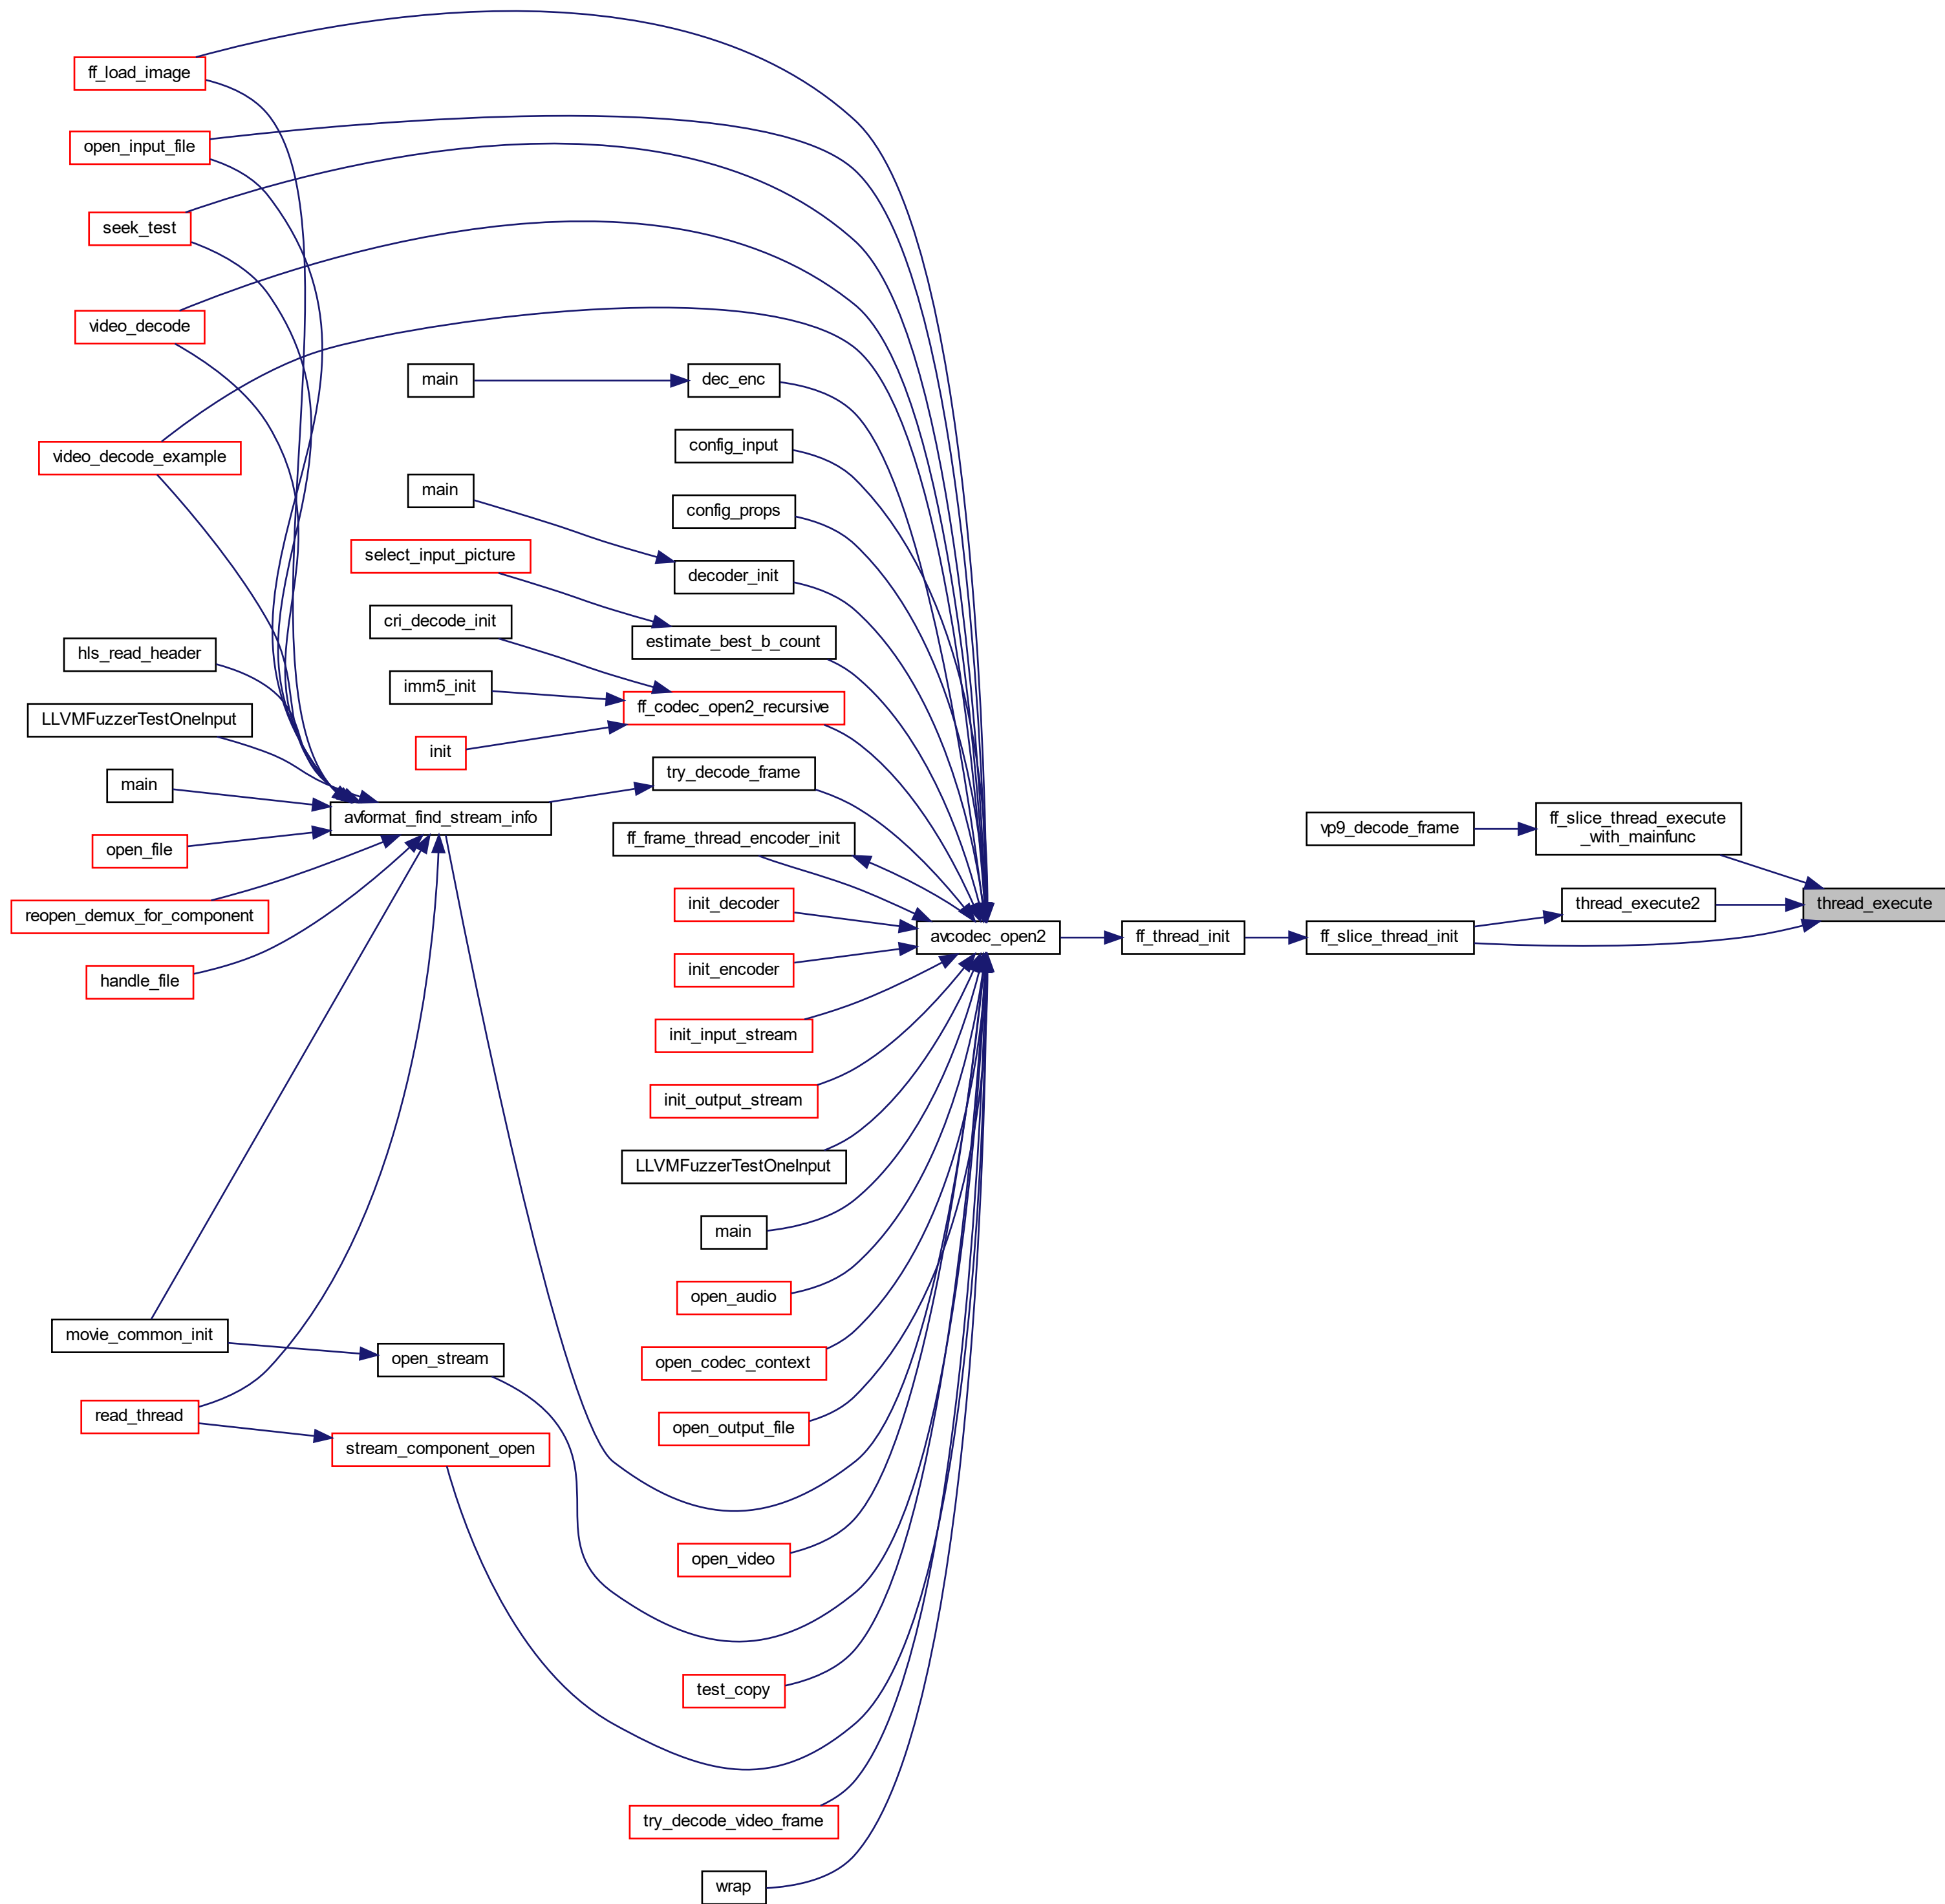 ff_load_image
open_input_file
seek_test
video_decode
main
dec_enc
config_input
video_decode_example
main
config_props
select_input_picture
decoder_init
cri_decode_init
estimate_best_b_count
hls_read_header
imm5_init
ff_codec_open2_recursive
LLVMFuzzerTestOneInput
init
try_decode_frame
main
avformat_find_stream_info
ff_slice_thread_execute
_with_mainfunc
vp9_decode_frame
ff_frame_thread_encoder_init
open_file
init_decoder
thread_execute2
thread_execute
reopen_demux_for_component
avcodec_open2
ff_thread_init
ff_slice_thread_init
init_encoder
handle_file
init_input_stream
init_output_stream
LLVMFuzzerTestOneInput
main
open_audio
movie_common_init
open_stream
open_codec_context
read_thread
open_output_file
stream_component_open
open_video
test_copy
try_decode_video_frame
wrap